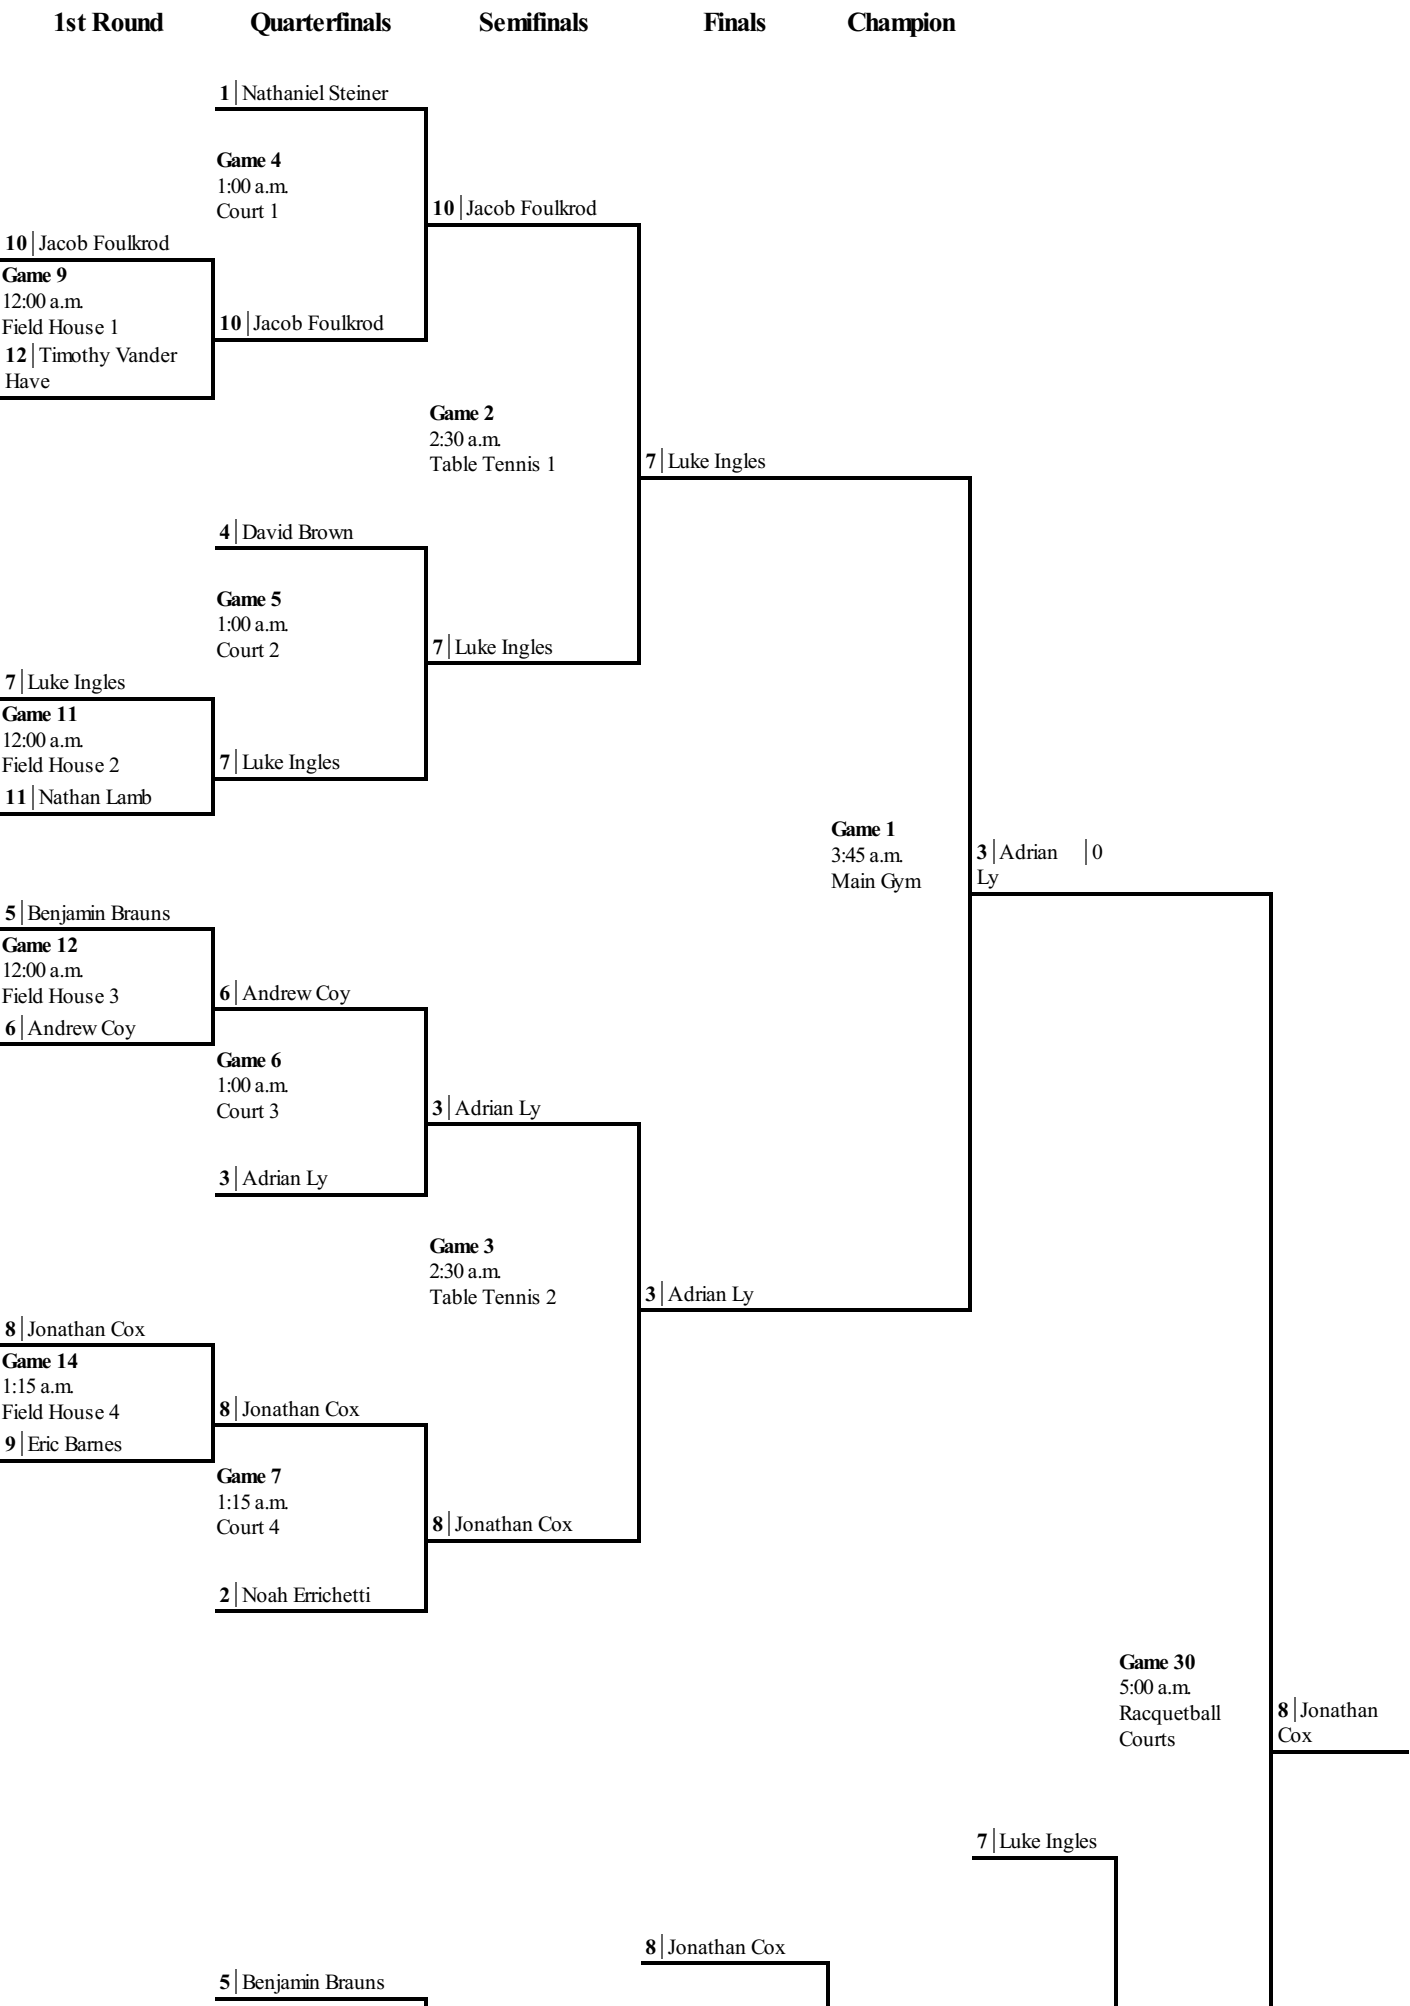 1st Round Quarterfinals Semifinals Finals Champion
1 Nathaniel Steiner
Game 4
1:00 a.m.
Court 1
10 Jacob Foulkrod
10 Jacob Foulkrod
Game 9
12:00 a.m.
Field House 1
10 Jacob Foulkrod
12 Timothy Vander
Have
Game 2
2:30 a.m.
Table Tennis 1
7 Luke Ingles
4 David Brown
Game 5
1:00 a.m.
Court 2
7 Luke Ingles
7 Luke Ingles
Game 11
12:00 a.m.
Field House 2
7 Luke Ingles
11 Nathan Lamb
Game 1
3:45 a.m.
Main Gym
3 Adrian 0
Ly
5 Benjamin Brauns
Game 12
12:00 a.m.
Field House 3
6 Andrew Coy
6 Andrew Coy
Game 6
1:00 a.m.
Court 3
3 Adrian Ly
3 Adrian Ly
Game 3
2:30 a.m.
Table Tennis 2
3 Adrian Ly
8 Jonathan Cox
Game 14
1:15 a.m.
Field House 4
8 Jonathan Cox
9 Eric Barnes
Game 7
1:15 a.m.
Court 4
8 Jonathan Cox
2 Noah Errichetti
Game 30
5:00 a.m.
Racquetball
Courts
8 Jonathan
Cox
7 Luke Ingles
8 Jonathan Cox
5 Benjamin Brauns